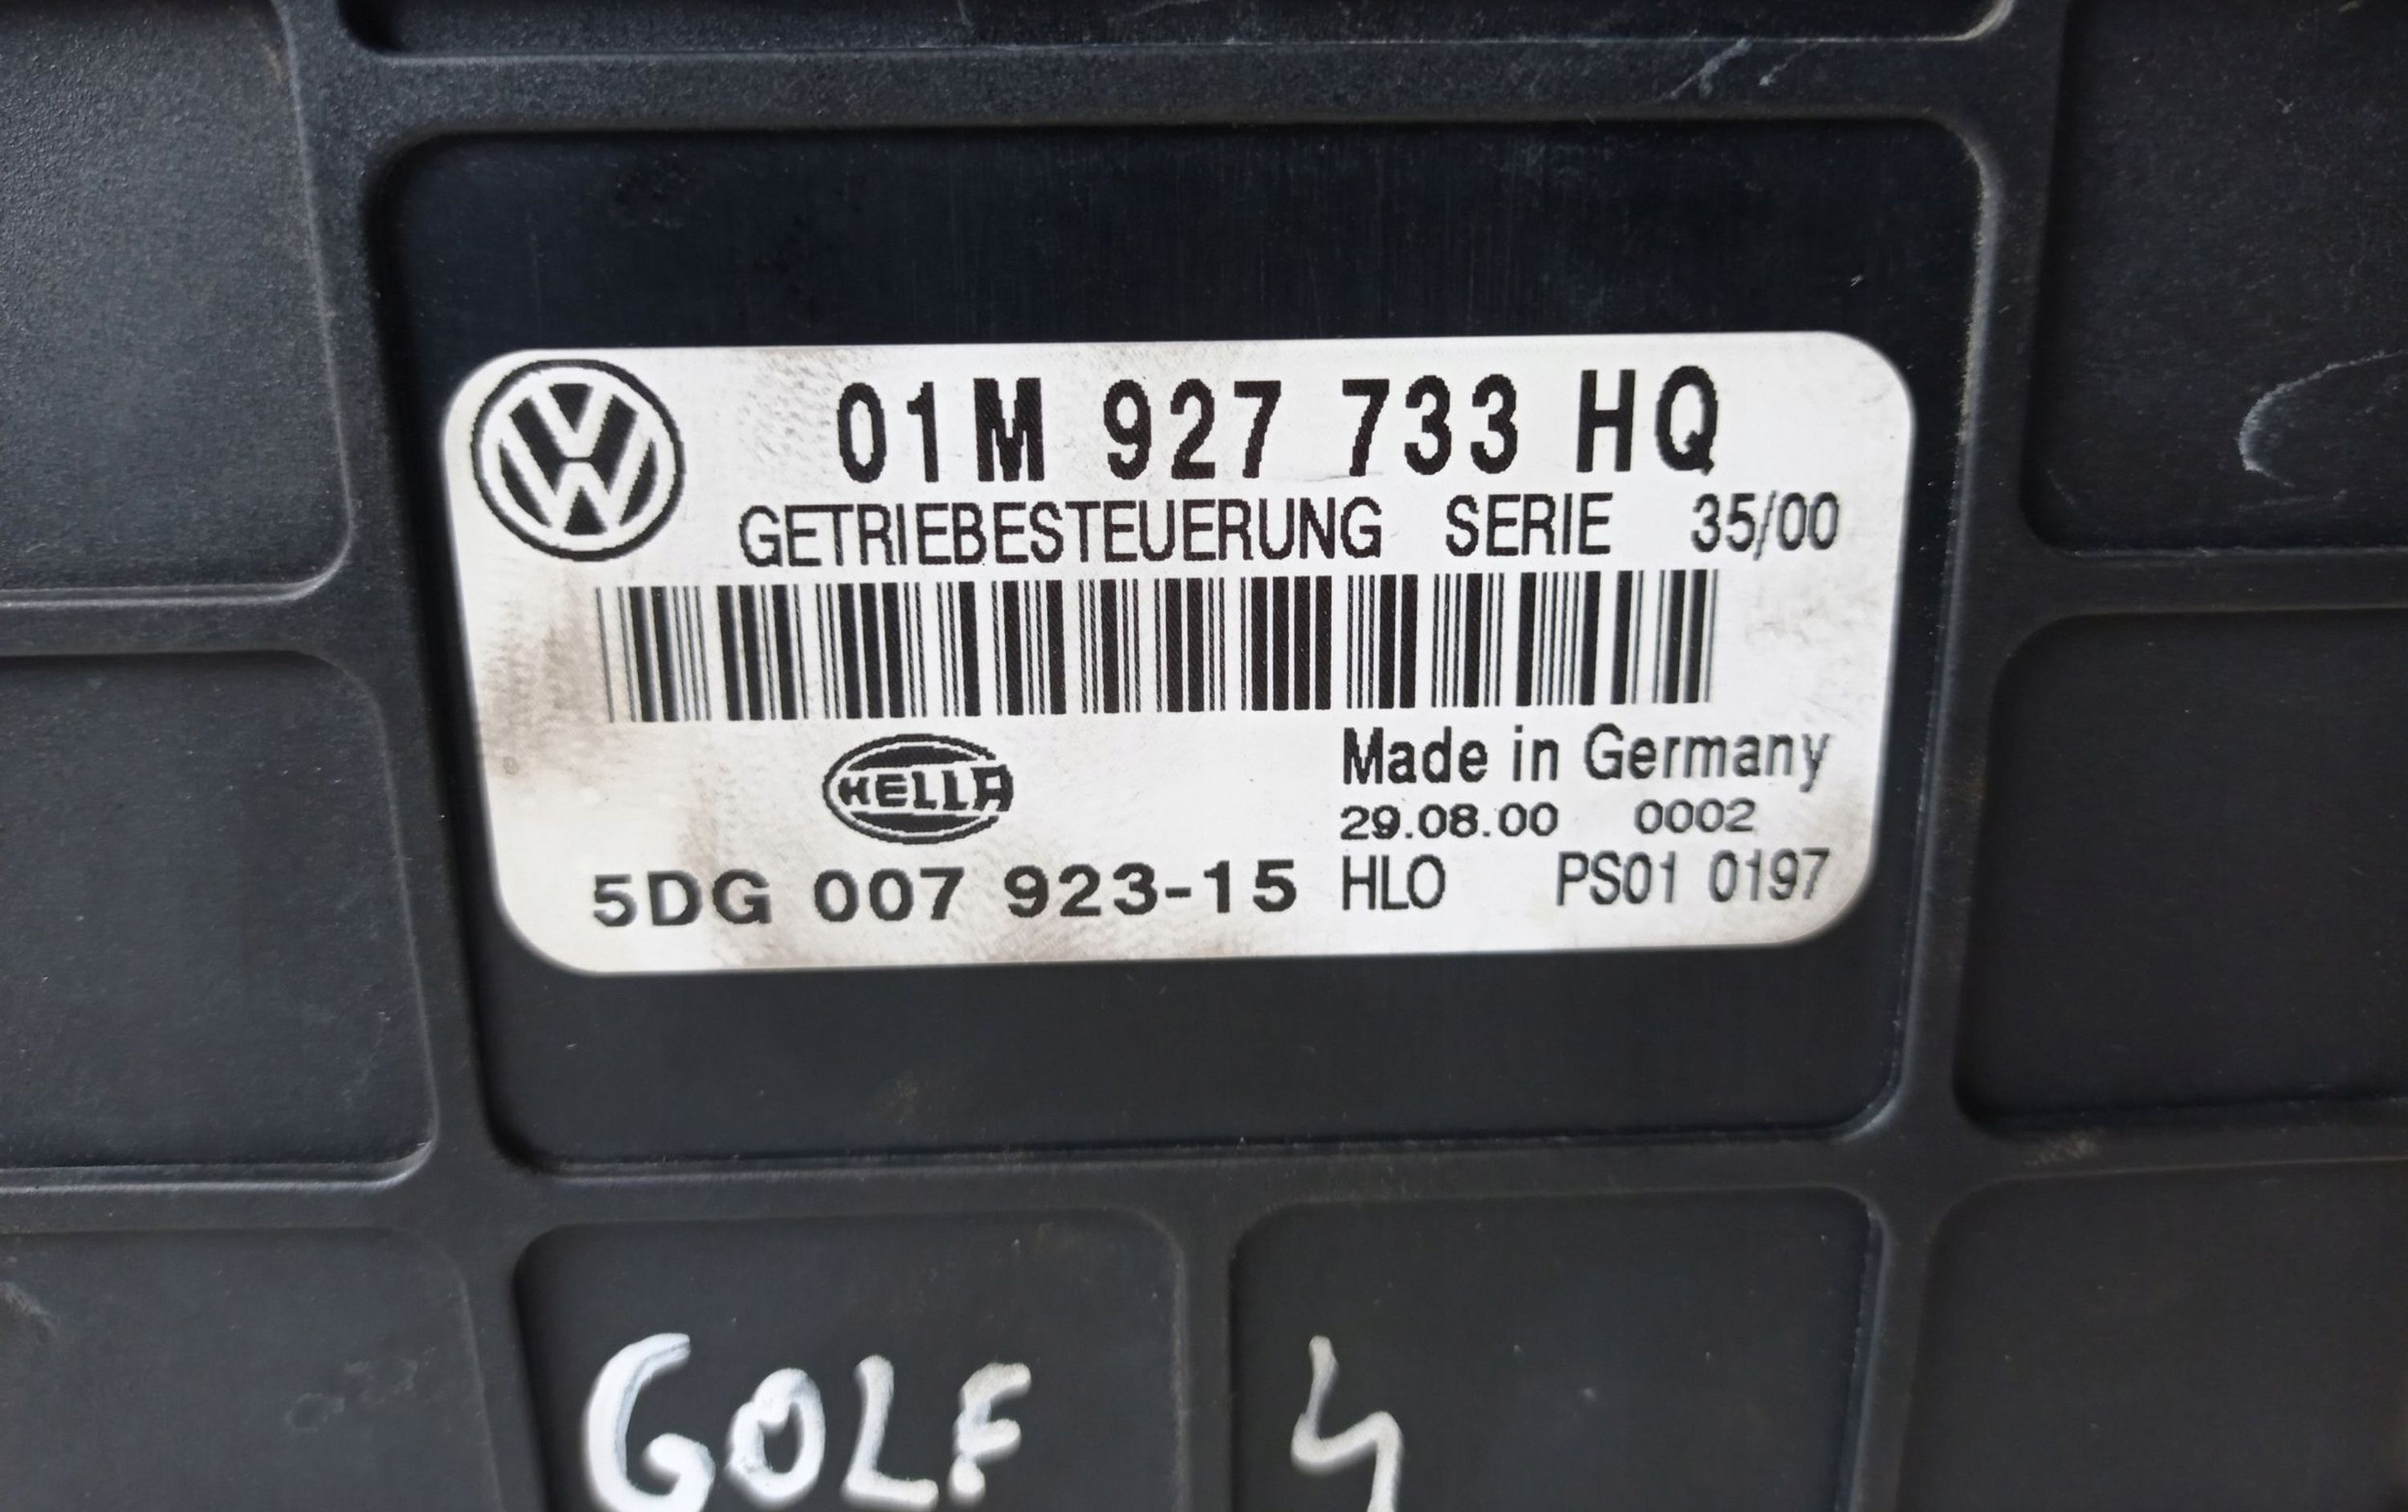 01M 927 733 HQ
GETRIEBESTEUERUNG SERIE 35/00
HELLA
Made in Germany
29.08.00 0002
5DG 007 923-15 HLO PS01 0197
GOLF 4